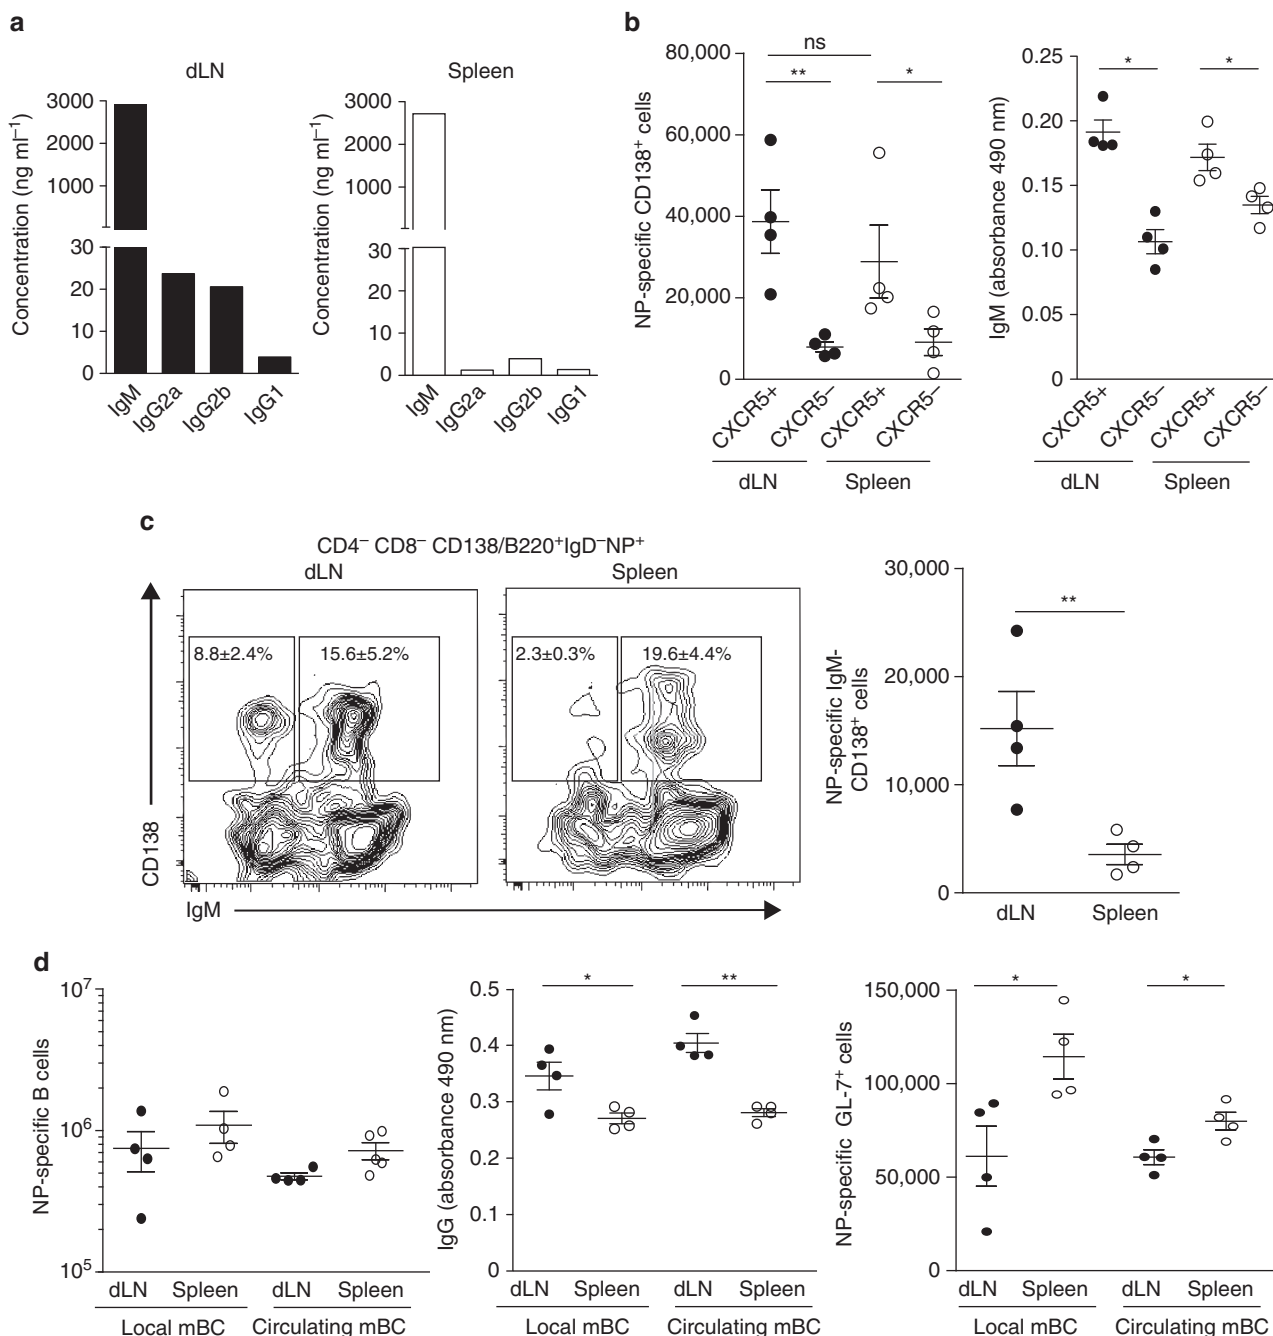 a
dLN
Concentration (ng ml⁻¹)
3000
2000
1000
30
20
10
0
IgM
IgG2a
IgG2b
IgG1
Spleen
Concentration (ng ml⁻¹)
3000
2000
1000
30
20
10
0
IgM
IgG2a
IgG2b
IgG1
b
NP-specific CD138⁺ cells
80,000
60,000
40,000
20,000
0
ns
**
*
CXCR5+
CXCR5−
CXCR5+
CXCR5−
dLN
Spleen
IgM (absorbance 490 nm)
0.25
0.20
0.15
0.10
0.05
0
*
*
CXCR5+
CXCR5−
CXCR5+
CXCR5−
dLN
Spleen
c
CD4⁻ CD8⁻ CD138/B220⁺IgD⁻NP⁺
dLN
Spleen
8.8±2.4%
15.6±5.2%
2.3±0.3%
19.6±4.4%
CD138
IgM
NP-specific IgM-
CD138⁺ cells
30,000
20,000
10,000
0
**
dLN
Spleen
d
NP-specific B cells
10⁷
10⁶
10⁵
dLN
Spleen
dLN
Spleen
Local mBC
Circulating mBC
IgG (absorbance 490 nm)
0.5
0.4
0.3
0.2
0.1
0
*
**
dLN
Spleen
dLN
Spleen
Local mBC
Circulating mBC
NP-specific GL-7⁺ cells
150,000
100,000
50,000
0
*
*
dLN
Spleen
dLN
Spleen
Local mBC
Circulating mBC